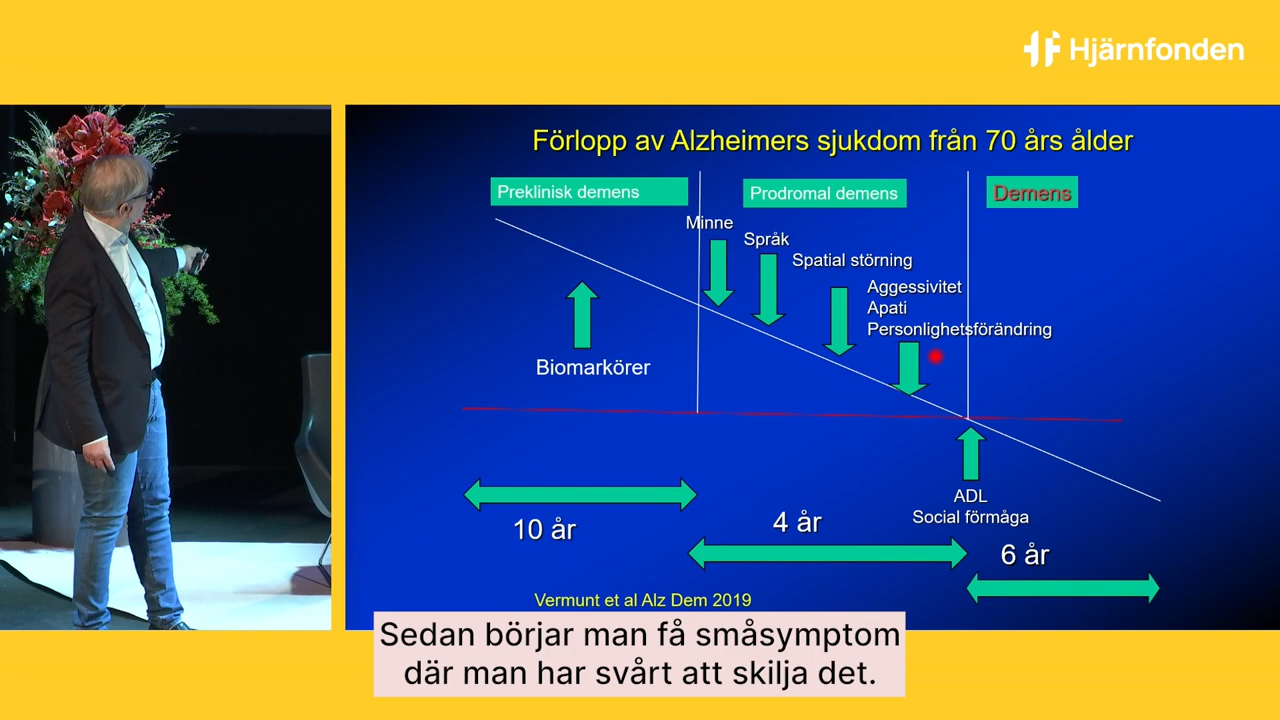 Hjärnfonden
Förlopp av Alzheimers sjukdom från 70 års ålder
Preklinisk demens
Prodromal demens
Demens
Minne
Språk
Spatial störning
Aggessivitet
Apati
Personlighetsförändring
Biomarkörer
ADL
Social förmåga
10 år
4 år
6 år
Vermunt et al Alz Dem 2019
Sedan börjar man få småsymptom
där man har svårt att skilja det.